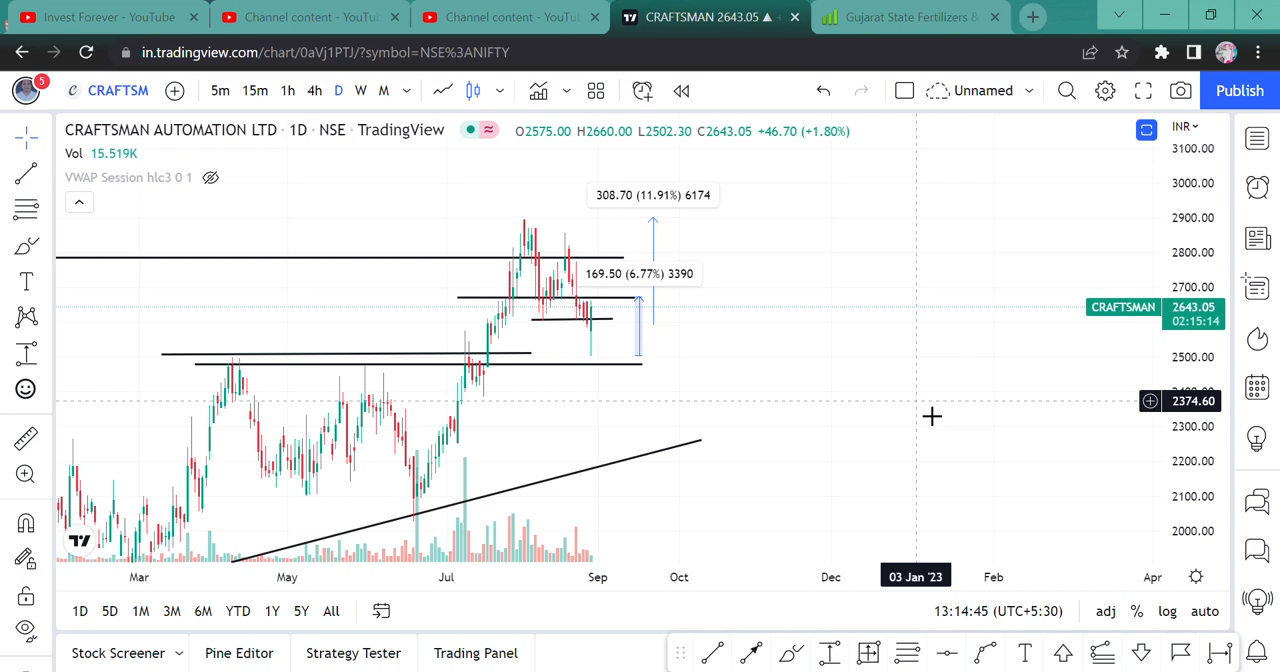 Invest Forever - YouTube
Channel content - YouTu
Channel content - YouTu
CRAFTSMAN 2643.05 ▲ +
Gujarat State Fertilizers &
in.tradingview.com/chart/0aVj1PTJ/?symbol=NSE%3ANIFTY
5
CRAFTSM
5m 15m 1h 4h D W M
Unnamed
Publish
CRAFTSMAN AUTOMATION LTD · 1D · NSE · TradingView
O2575.00 H2660.00 L2502.30 C2643.05 +46.70 (+1.80%)
INR
Vol 15.519K
VWAP Session hlc3 0 1
308.70 (11.91%) 6174
169.50 (6.77%) 3390
3100.00
3000.00
2900.00
2800.00
2700.00
CRAFTSMAN 2643.05
02:15:14
2500.00
2400.00
2374.60
2300.00
2200.00
2100.00
2000.00
Mar May Jul Sep Oct Dec 03 Jan '23 Feb Apr
1D 5D 1M 3M 6M YTD 1Y 5Y All
13:14:45 (UTC+5:30) adj % log auto
Stock Screener Pine Editor Strategy Tester Trading Panel